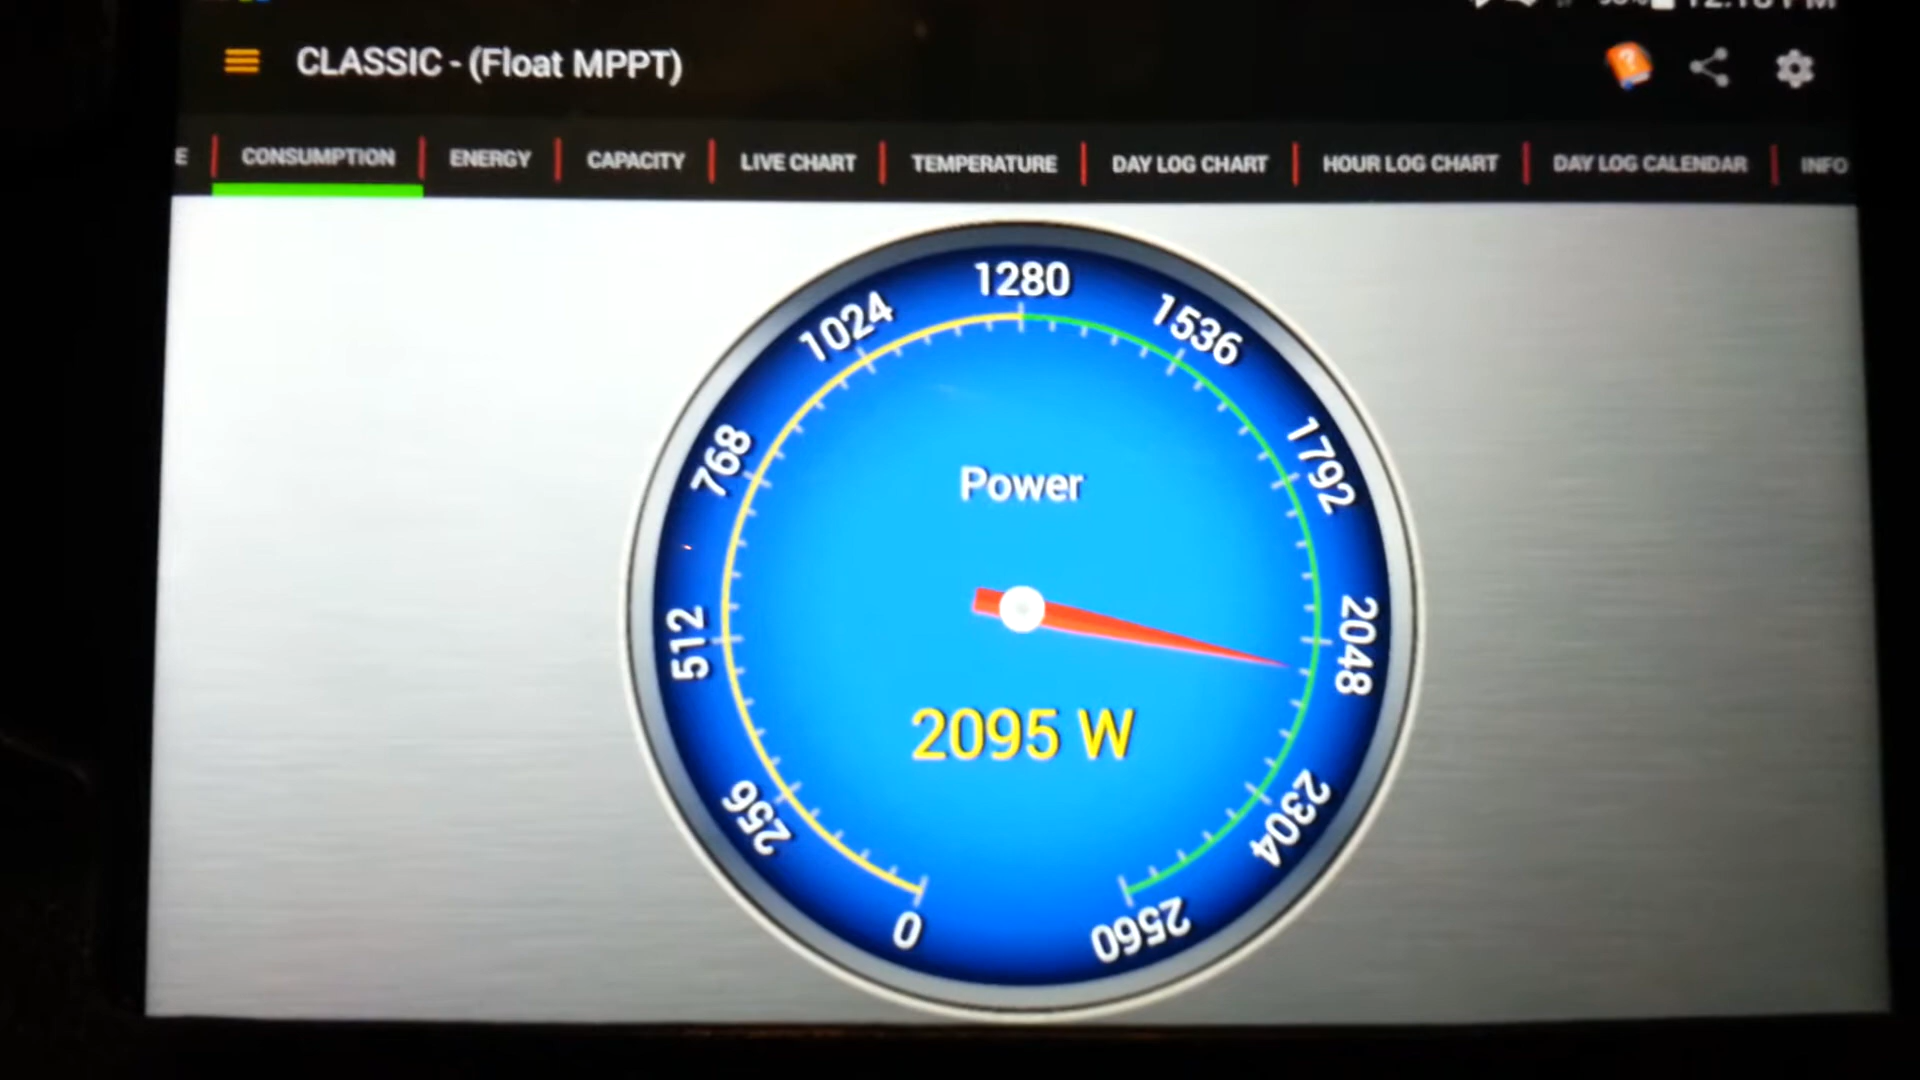 CLASSIC - (Float MPPT)
E CONSUMPTION ENERGY CAPACITY LIVE CHART TEMPERATURE DAY LOG CHART HOUR LOG CHART DAY LOG CALENDAR INFO
0
256
512
768
1024
1280
1536
1792
2048
2304
2560
Power
2095 W